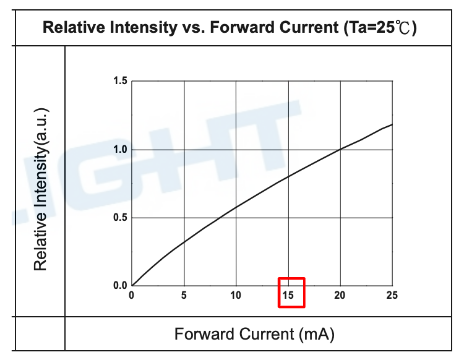 Relative Intensity vs. Forward Current (Ta=25℃)
Relative Intensity(a.u.)
1.5
1.0
0.5
0.0
0 5 10 15 20 25
Forward Current (mA)
LIGHT